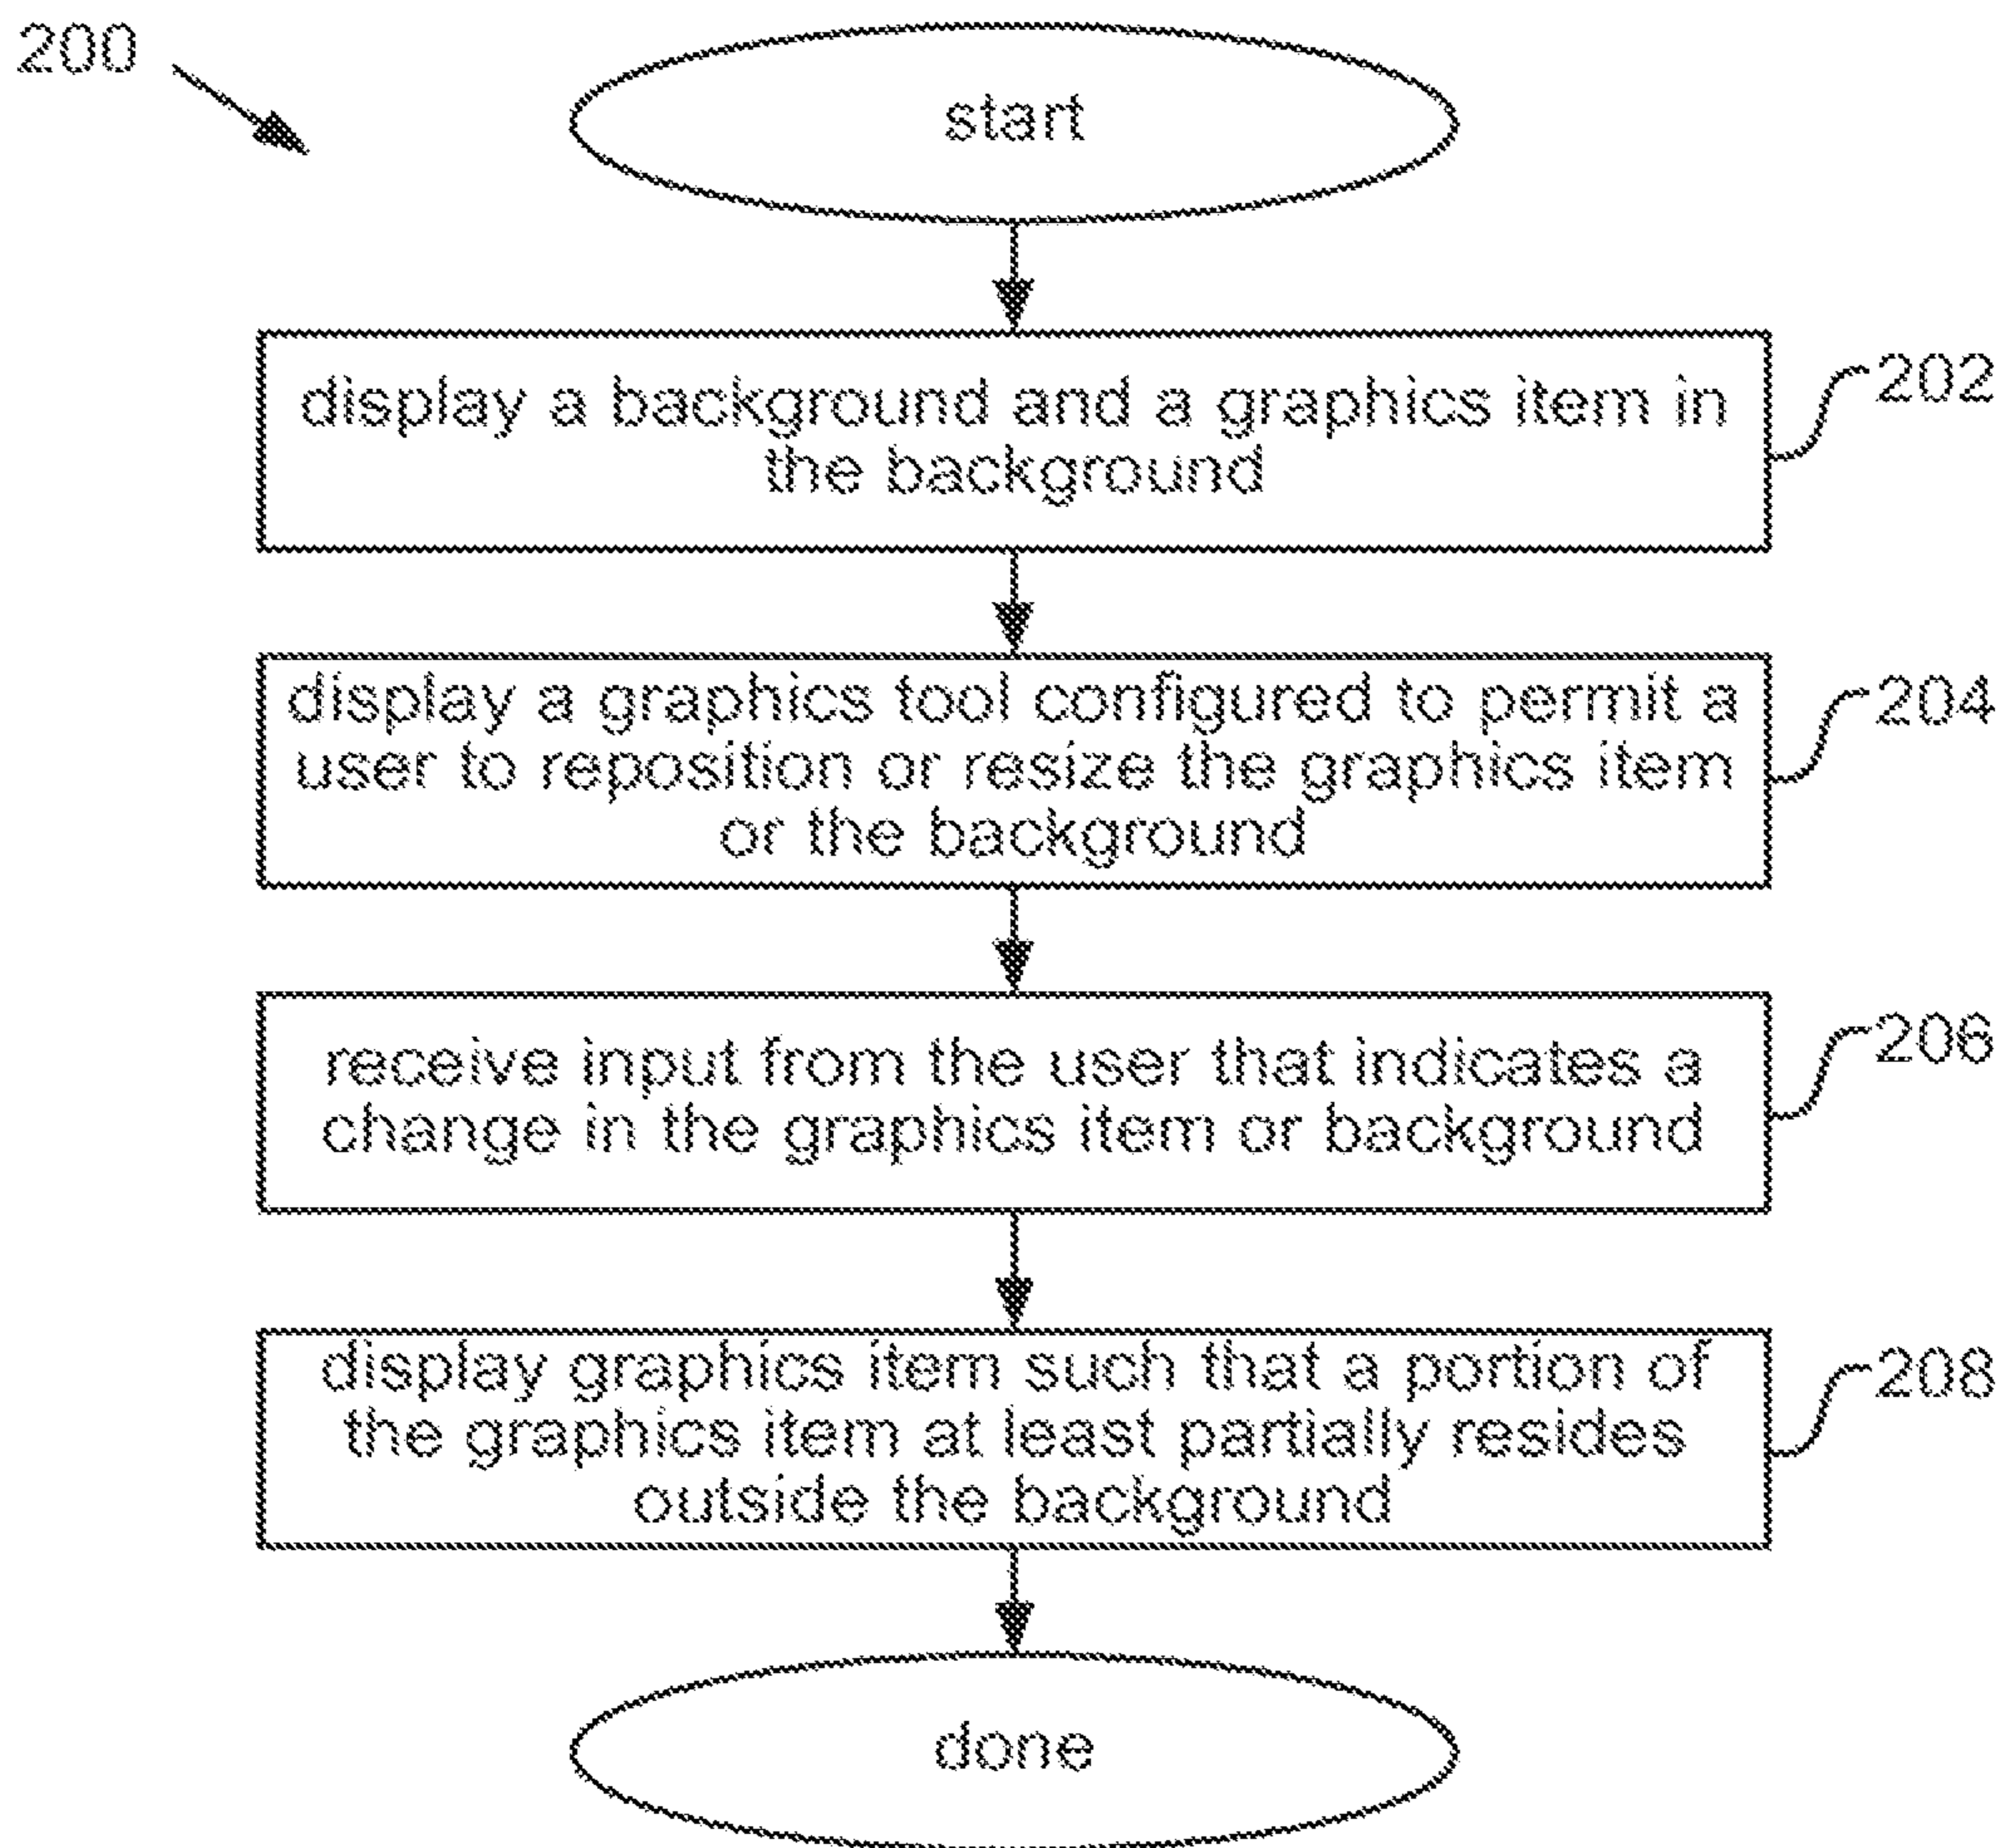 200
start
display a background and a graphics item in
the background
202
display a graphics tool configured to permit a
user to reposition or resize the graphics item
or the background
204
receive input from the user that indicates a
change in the graphics item or background
206
display graphics item such that a portion of
the graphics item at least partially resides
outside the background
208
done